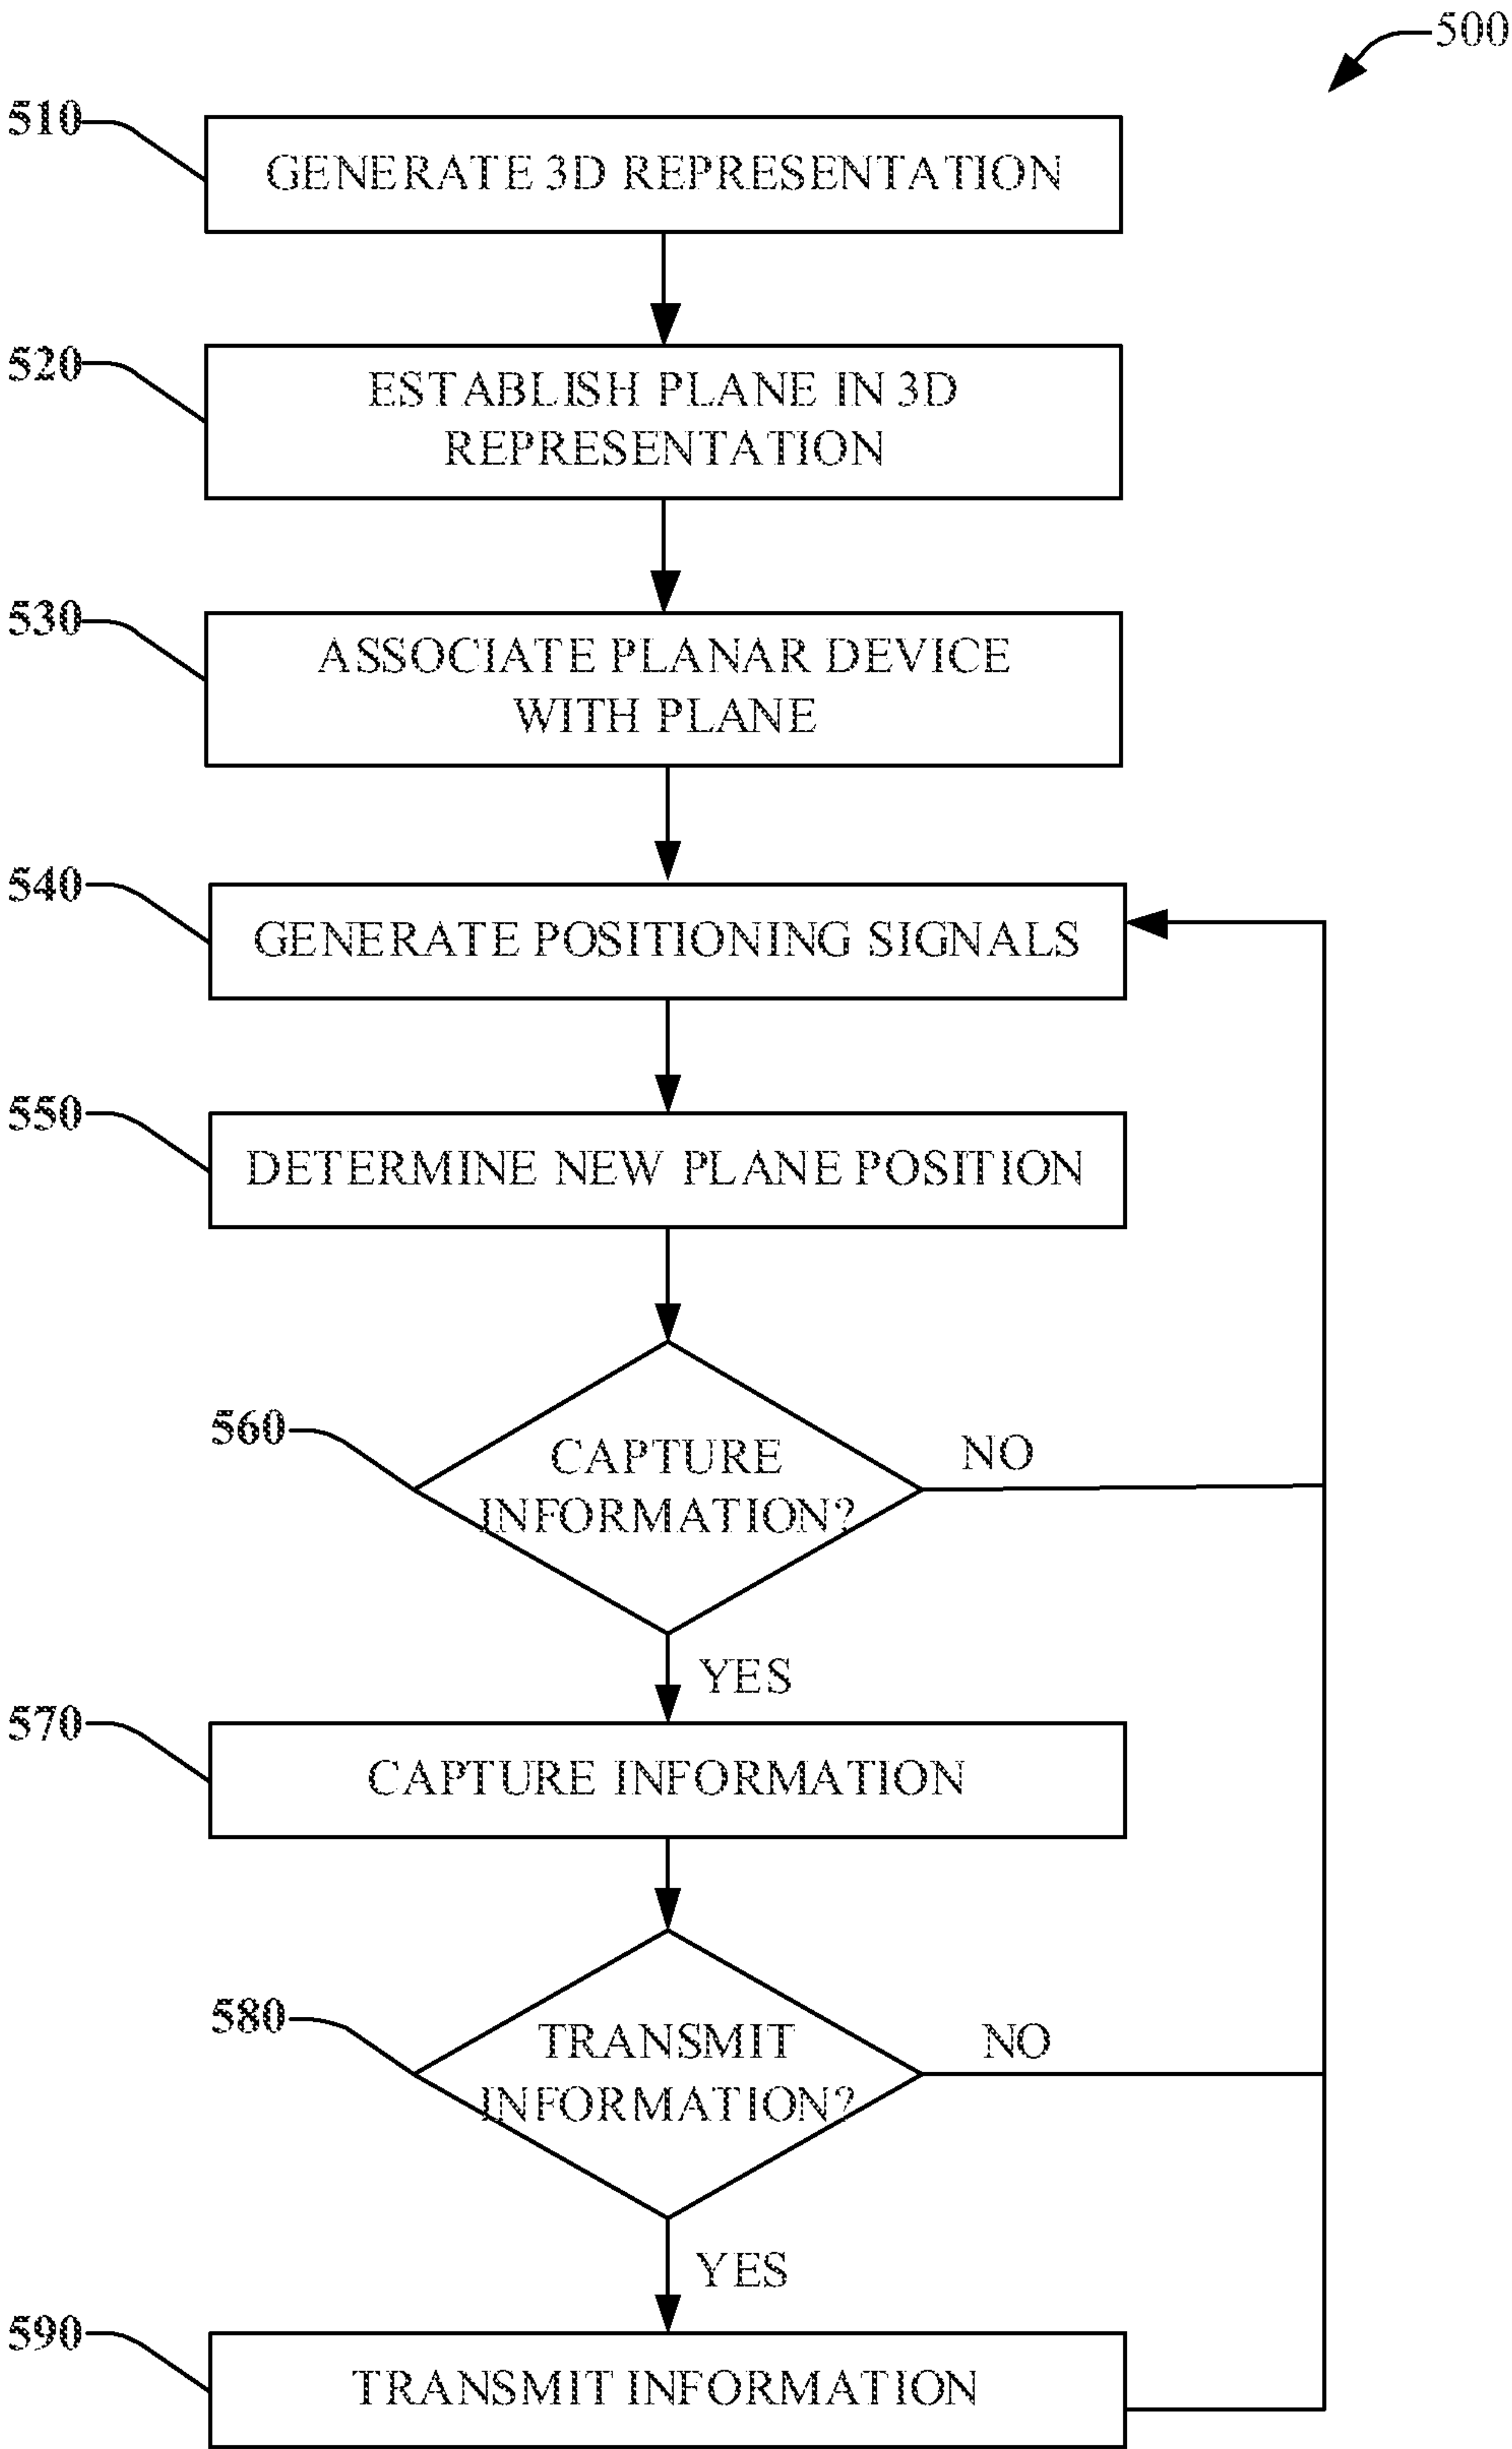 500
510
GENERATE 3D REPRESENTATION
520
ESTABLISH PLANE IN 3D
REPRESENTATION
530
ASSOCIATE PLANAR DEVICE
WITH PLANE
540
GENERATE POSITIONING SIGNALS
550
DETERMINE NEW PLANE POSITION
560
CAPTURE
INFORMATION?
NO
YES
570
CAPTURE INFORMATION
580
TRANSMIT
INFORMATION?
NO
YES
590
TRANSMIT INFORMATION